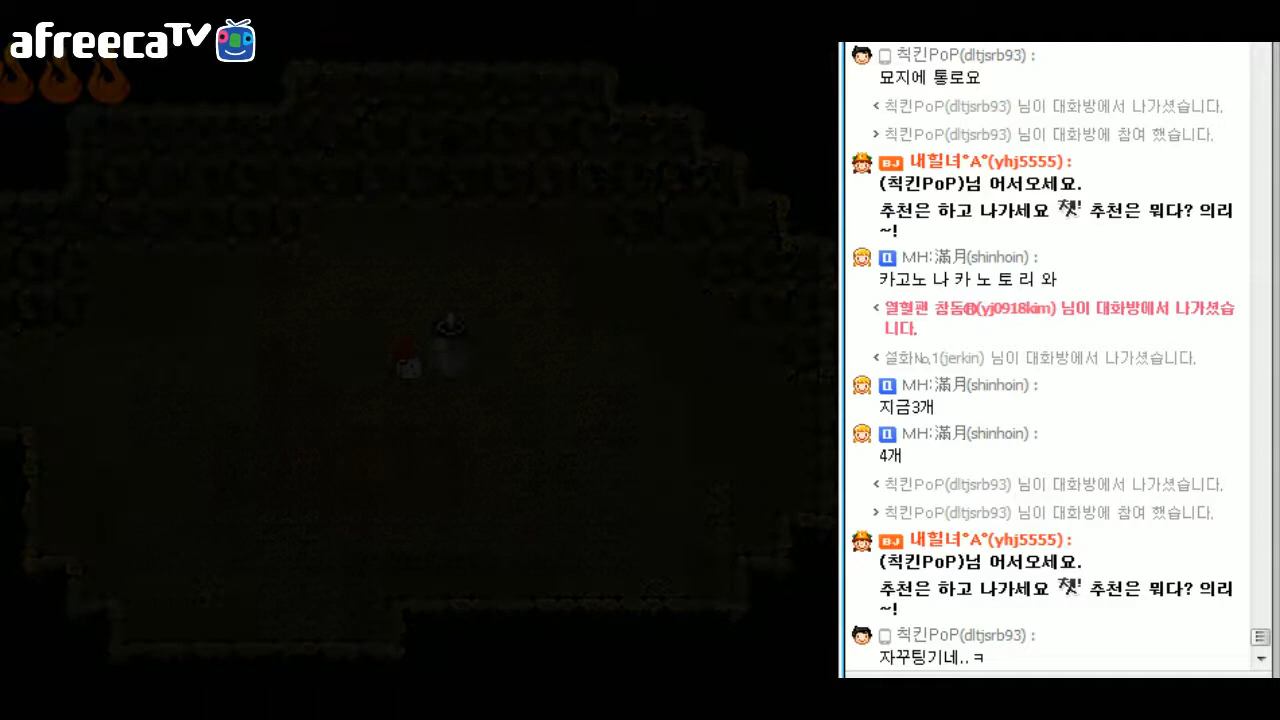 afreecaTV
칙킨PoP(dltjsrb93) :
묘지에 통로요
칙킨PoP(dltjsrb93) 님이 대화방에서 나가셨습니다.
칙킨PoP(dltjsrb93) 님이 대화방에 참여 했습니다.
BJ 내힐녀°A°(yhj5555) :
(칙킨PoP)님 어서오세요.
추천은 하고 나가세요 쳇! 추천은 뭐다? 의리
~!
MH:滿月(shinhoin) :
카고노 나 카 노 토 리 와
열혈팬 참돔®(yj0918kim) 님이 대화방에서 나가셨습
니다.
설화№.1(jerkin) 님이 대화방에서 나가셨습니다.
MH:滿月(shinhoin) :
지금3개
MH:滿月(shinhoin) :
4개
칙킨PoP(dltjsrb93) 님이 대화방에서 나가셨습니다.
칙킨PoP(dltjsrb93) 님이 대화방에 참여 했습니다.
BJ 내힐녀°A°(yhj5555) :
(칙킨PoP)님 어서오세요.
추천은 하고 나가세요 쳇! 추천은 뭐다? 의리
~!
칙킨PoP(dltjsrb93) :
자꾸팅기네..ㅋ